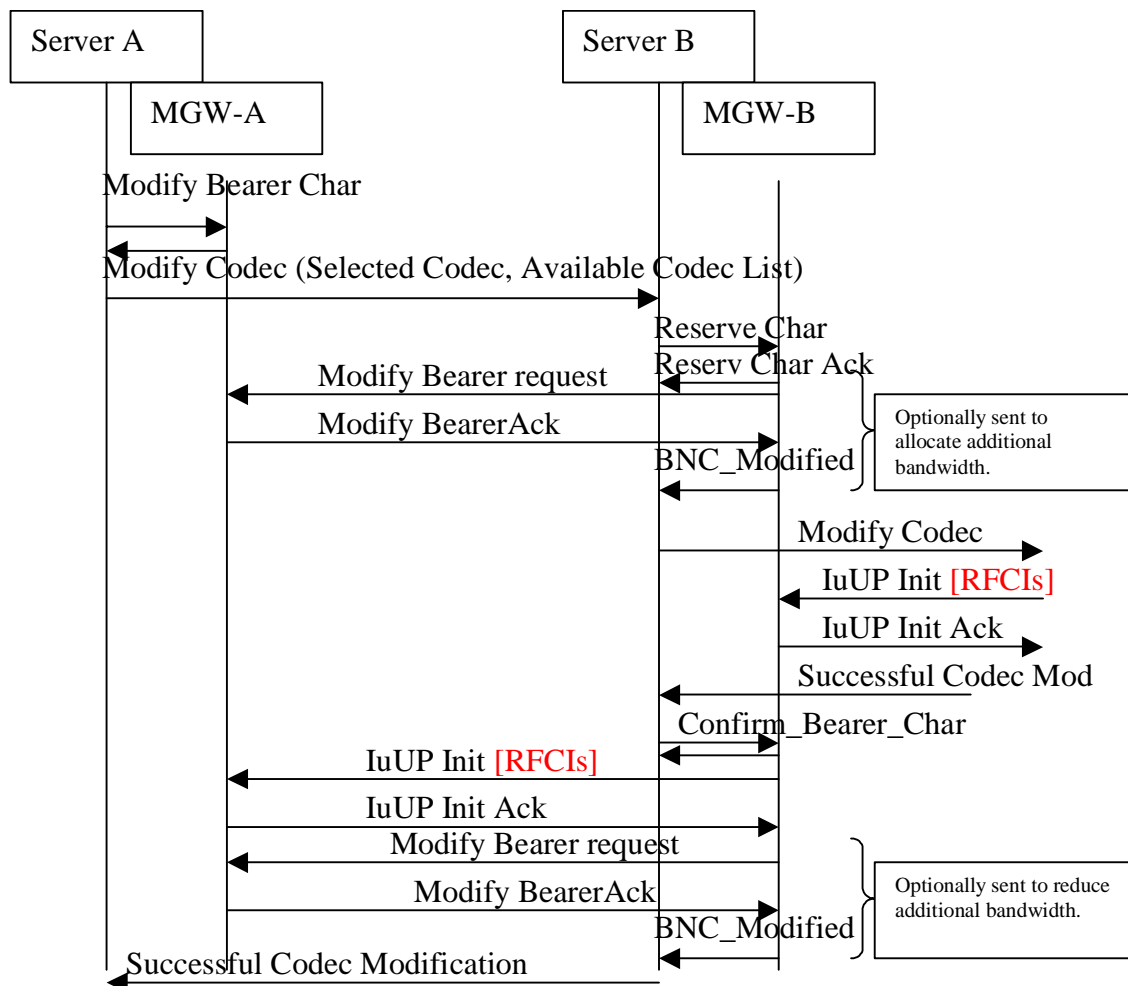 Server A
Server B
MGW-A
MGW-B
Modify Bearer Char
Modify Codec (Selected Codec, Available Codec List)
Reserve Char
Reserv Char Ack
Modify Bearer request
Modify BearerAck
BNC_Modified
Optionally sent to
allocate additional
bandwidth.
Modify Codec
IuUP Init [RFCIs]
IuUP Init Ack
Successful Codec Mod
Confirm_Bearer_Char
IuUP Init [RFCIs]
IuUP Init Ack
Modify Bearer request
Modify BearerAck
BNC_Modified
Optionally sent to reduce
additional bandwidth.
Successful Codec Modification